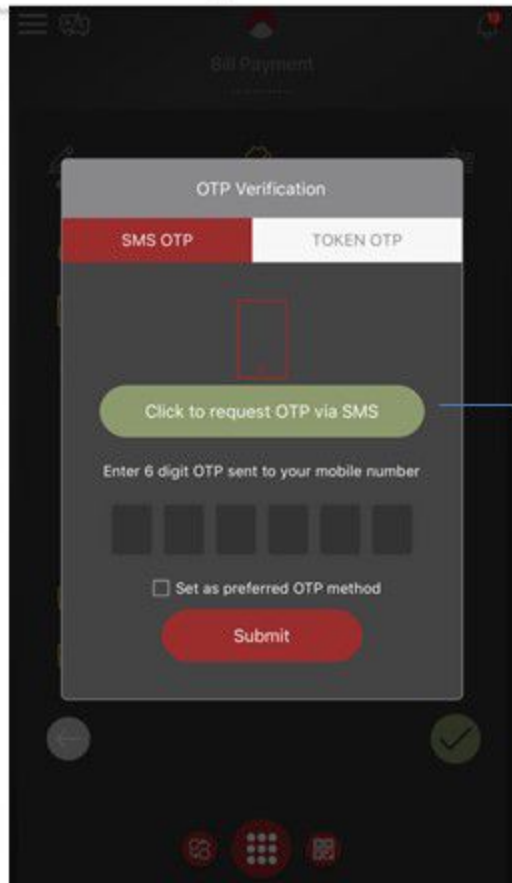 13
Bill Payment
OTP Verification
SMS OTP
TOKEN OTP
Click to request OTP via SMS
Enter 6 digit OTP sent to your mobile number
Set as preferred OTP method
Submit